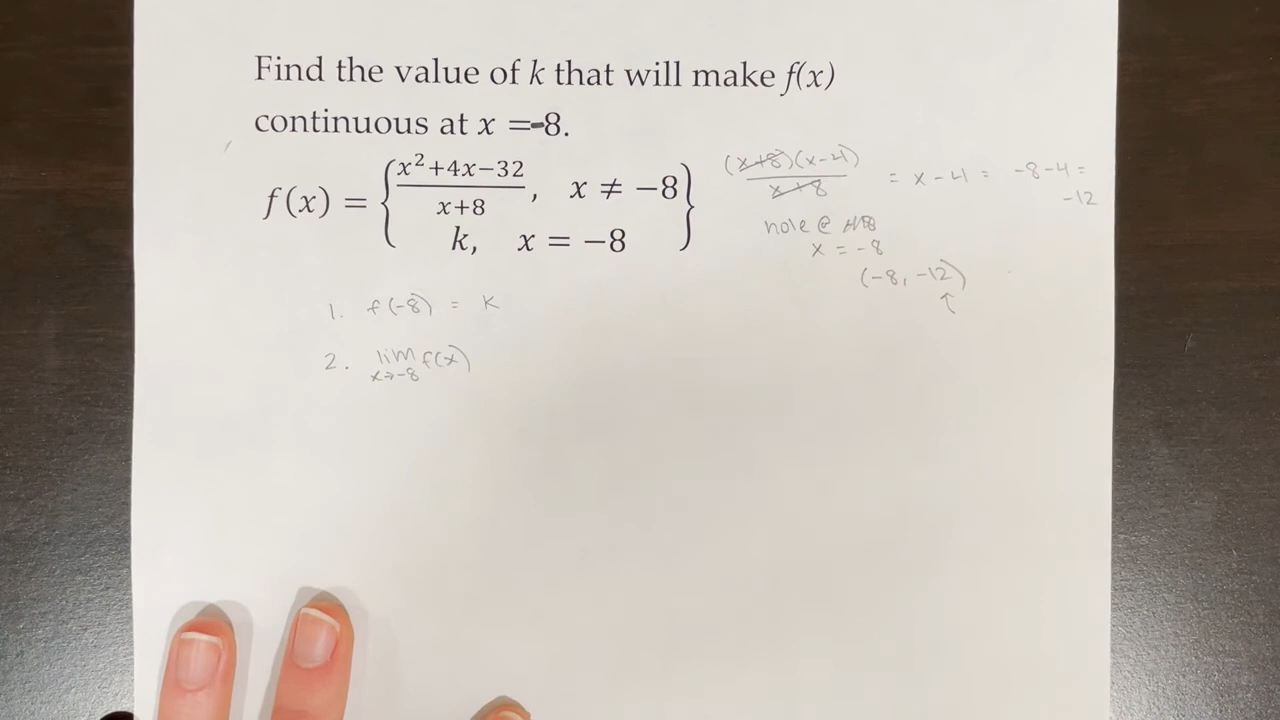 Find the value of k that will make f(x)
continuous at x =-8.
f(x) = { x²+4x−32 / x+8 , x ≠ −8
k, x = −8 }
(x+8)(x-4) / x+8 = x-4 = -8-4 =
-12
hole @
x = -8
(-8, -12)
↑
1. f(-8) = k
2. lim f(x)
x→-8